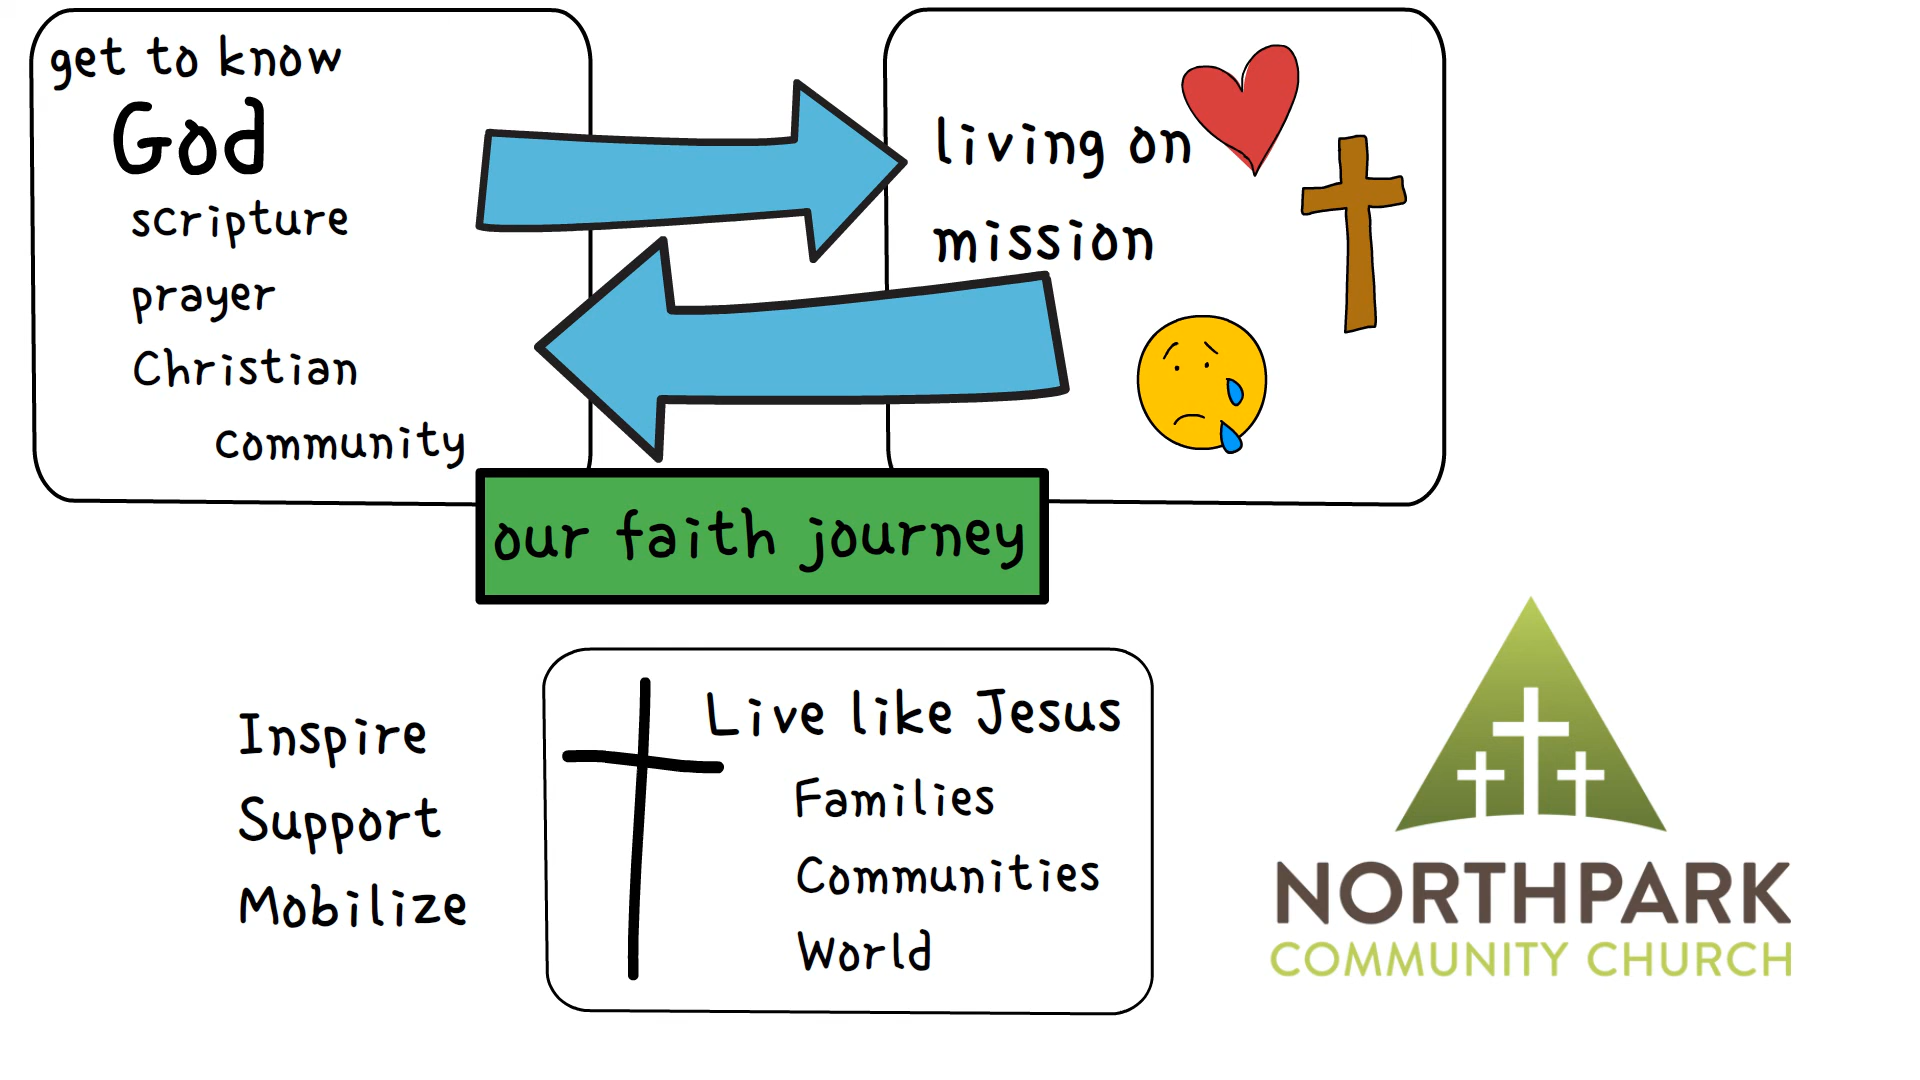 get to know
God
scripture
prayer
Christian
community
living on
mission
our faith journey
Inspire
Support
Mobilize
Live like Jesus
Families
Communities
World
NORTHPARK
COMMUNITY CHURCH